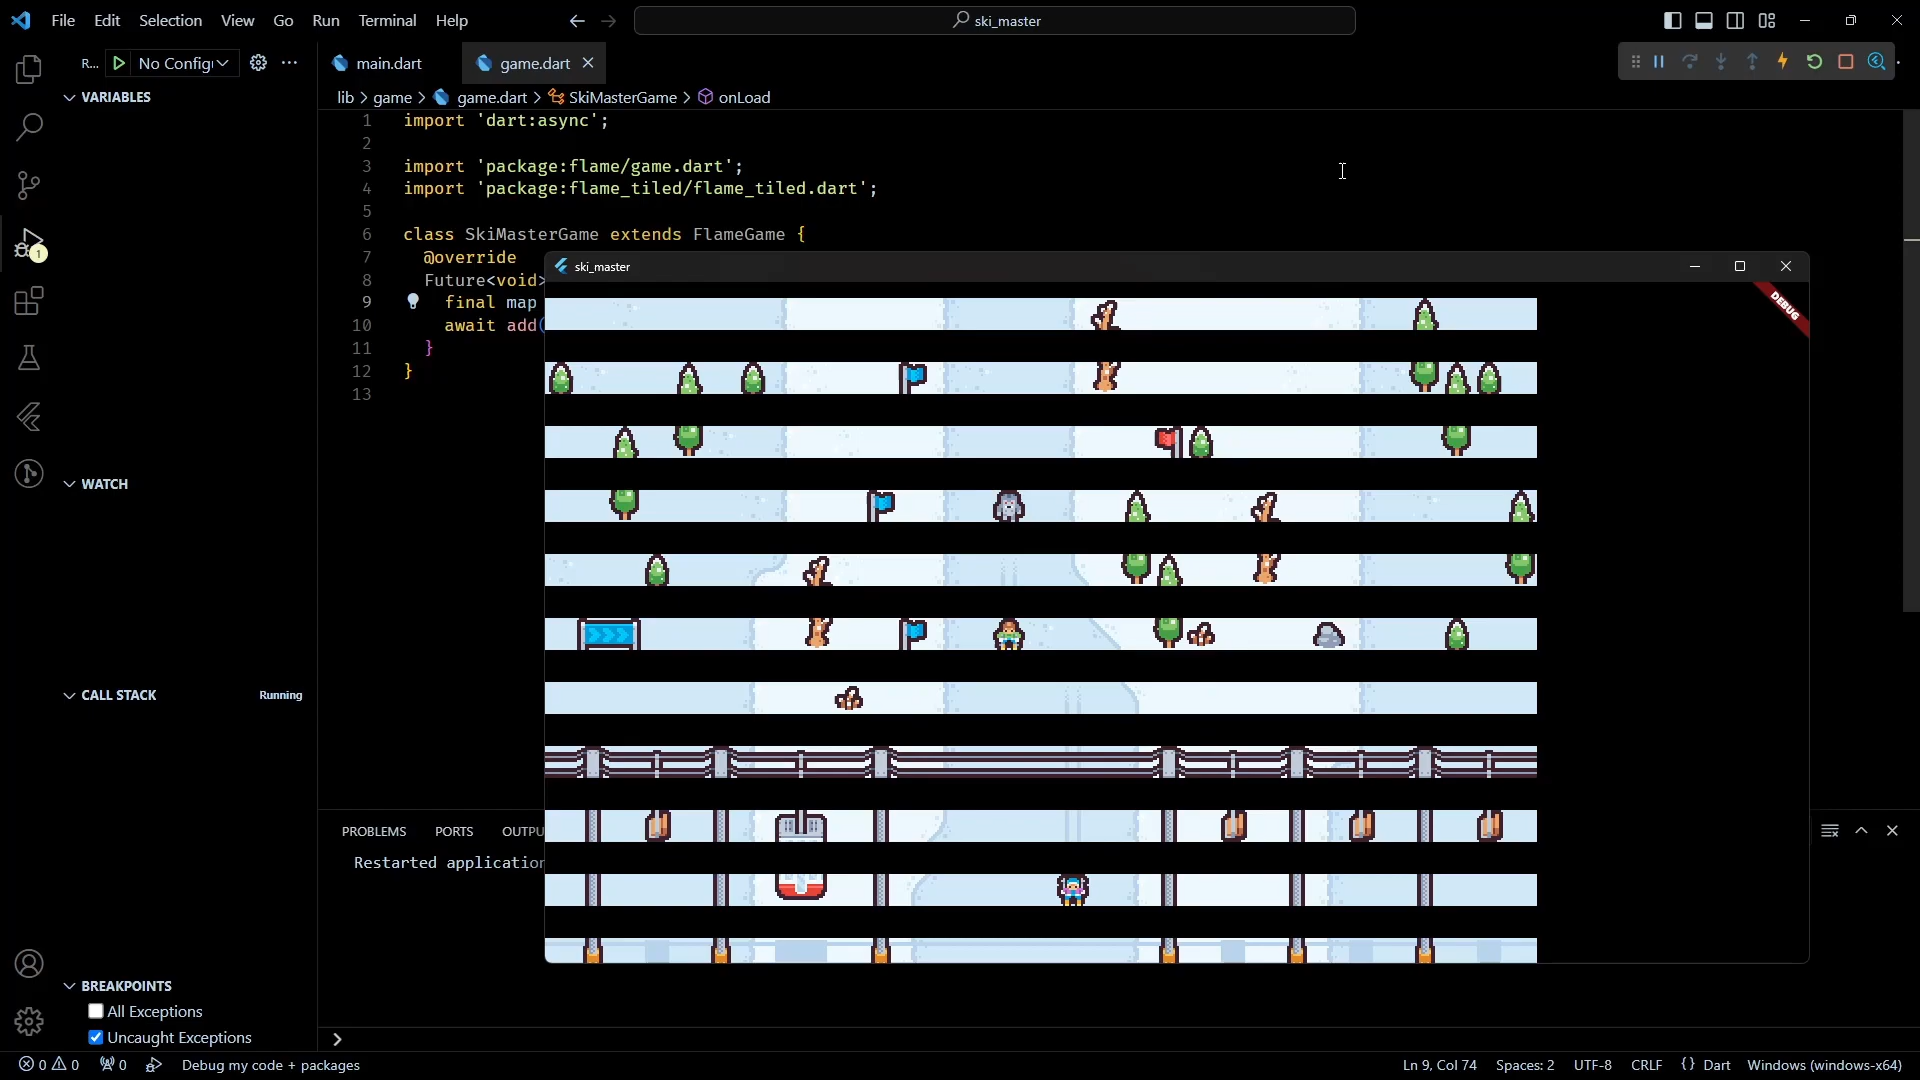 File Edit Selection View Go Run Terminal Help
ski_master
R... No Config
main.dart
game.dart
VARIABLES
lib > game > game.dart > SkiMasterGame > onLoad
1 import 'dart:async';
2
3 import 'package:flame/game.dart';
4 import 'package:flame_tiled/flame_tiled.dart';
5
6 class SkiMasterGame extends FlameGame {
7 @override
8 Future<void>
9 final map
10 await add(
11 }
12 }
13
ski_master
DEBUG
1
WATCH
CALL STACK Running
PROBLEMS PORTS OUTPU
Restarted application
BREAKPOINTS
All Exceptions
Uncaught Exceptions
0 0 0 Debug my code + packages
Ln 9, Col 74 Spaces: 2 UTF-8 CRLF {} Dart Windows (windows-x64)